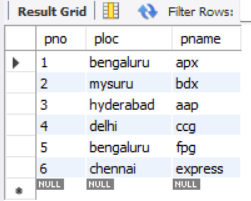 Result Grid Filter Rows:
pno ploc pname
1 bengaluru apx
2 mysuru bdx
3 hyderabad aap
4 delhi ccg
5 bengaluru fpg
6 chennai express
NULL NULL NULL